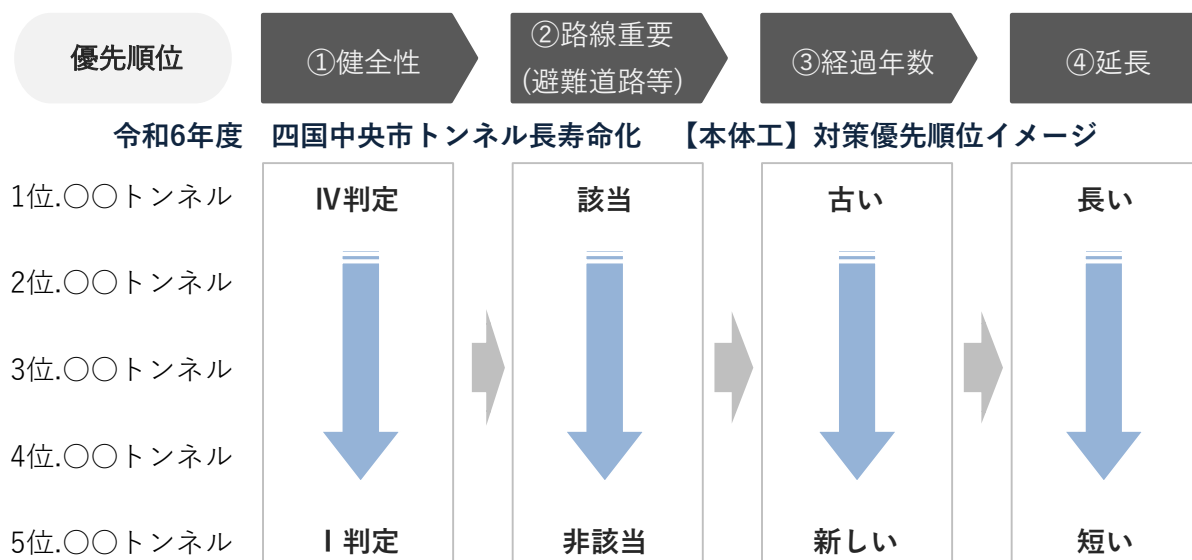 優先順位
①健全性
②路線重要
(避難道路等)
③経過年数
④延長
令和6年度　四国中央市トンネル長寿命化　【本体工】対策優先順位イメージ
1位.〇〇トンネル
Ⅳ判定
該当
古い
長い
2位.〇〇トンネル
3位.〇〇トンネル
4位.〇〇トンネル
5位.〇〇トンネル
Ⅰ判定
非該当
新しい
短い